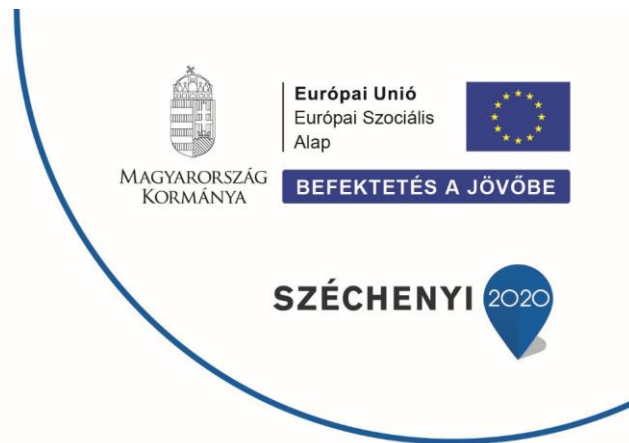 Európai Unió
Európai Szociális
Alap
MAGYARORSZÁG
KORMÁNYA
BEFEKTETÉS A JÖVŐBE
SZÉCHENYI 2020